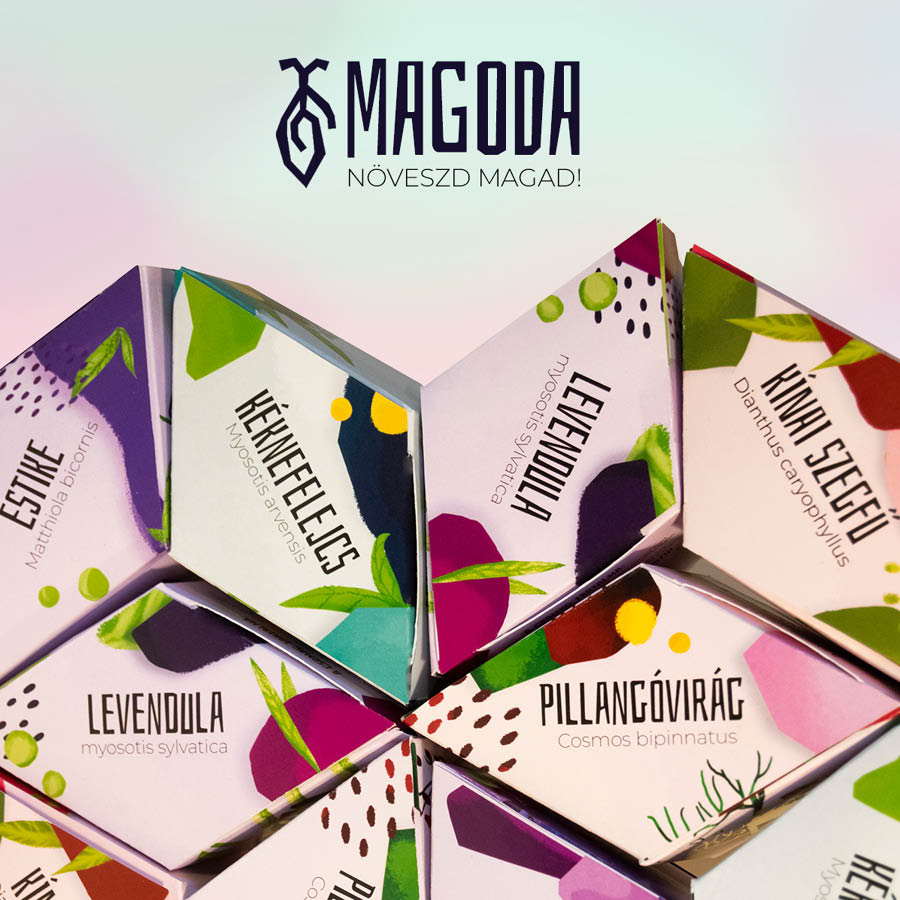 MAGODA
NÖVESZD MAGAD!
ESTIKE
Matthiola bicornis
KÉKNEFELEJCS
Myosotis arvensis
LEVENDULA
myosotis sylvatica
KÍNAI SZEGFŰ
Dianthus caryophyllus
LEVENDULA
myosotis sylvatica
PILLANGÓVIRÁG
Cosmos bipinnatus